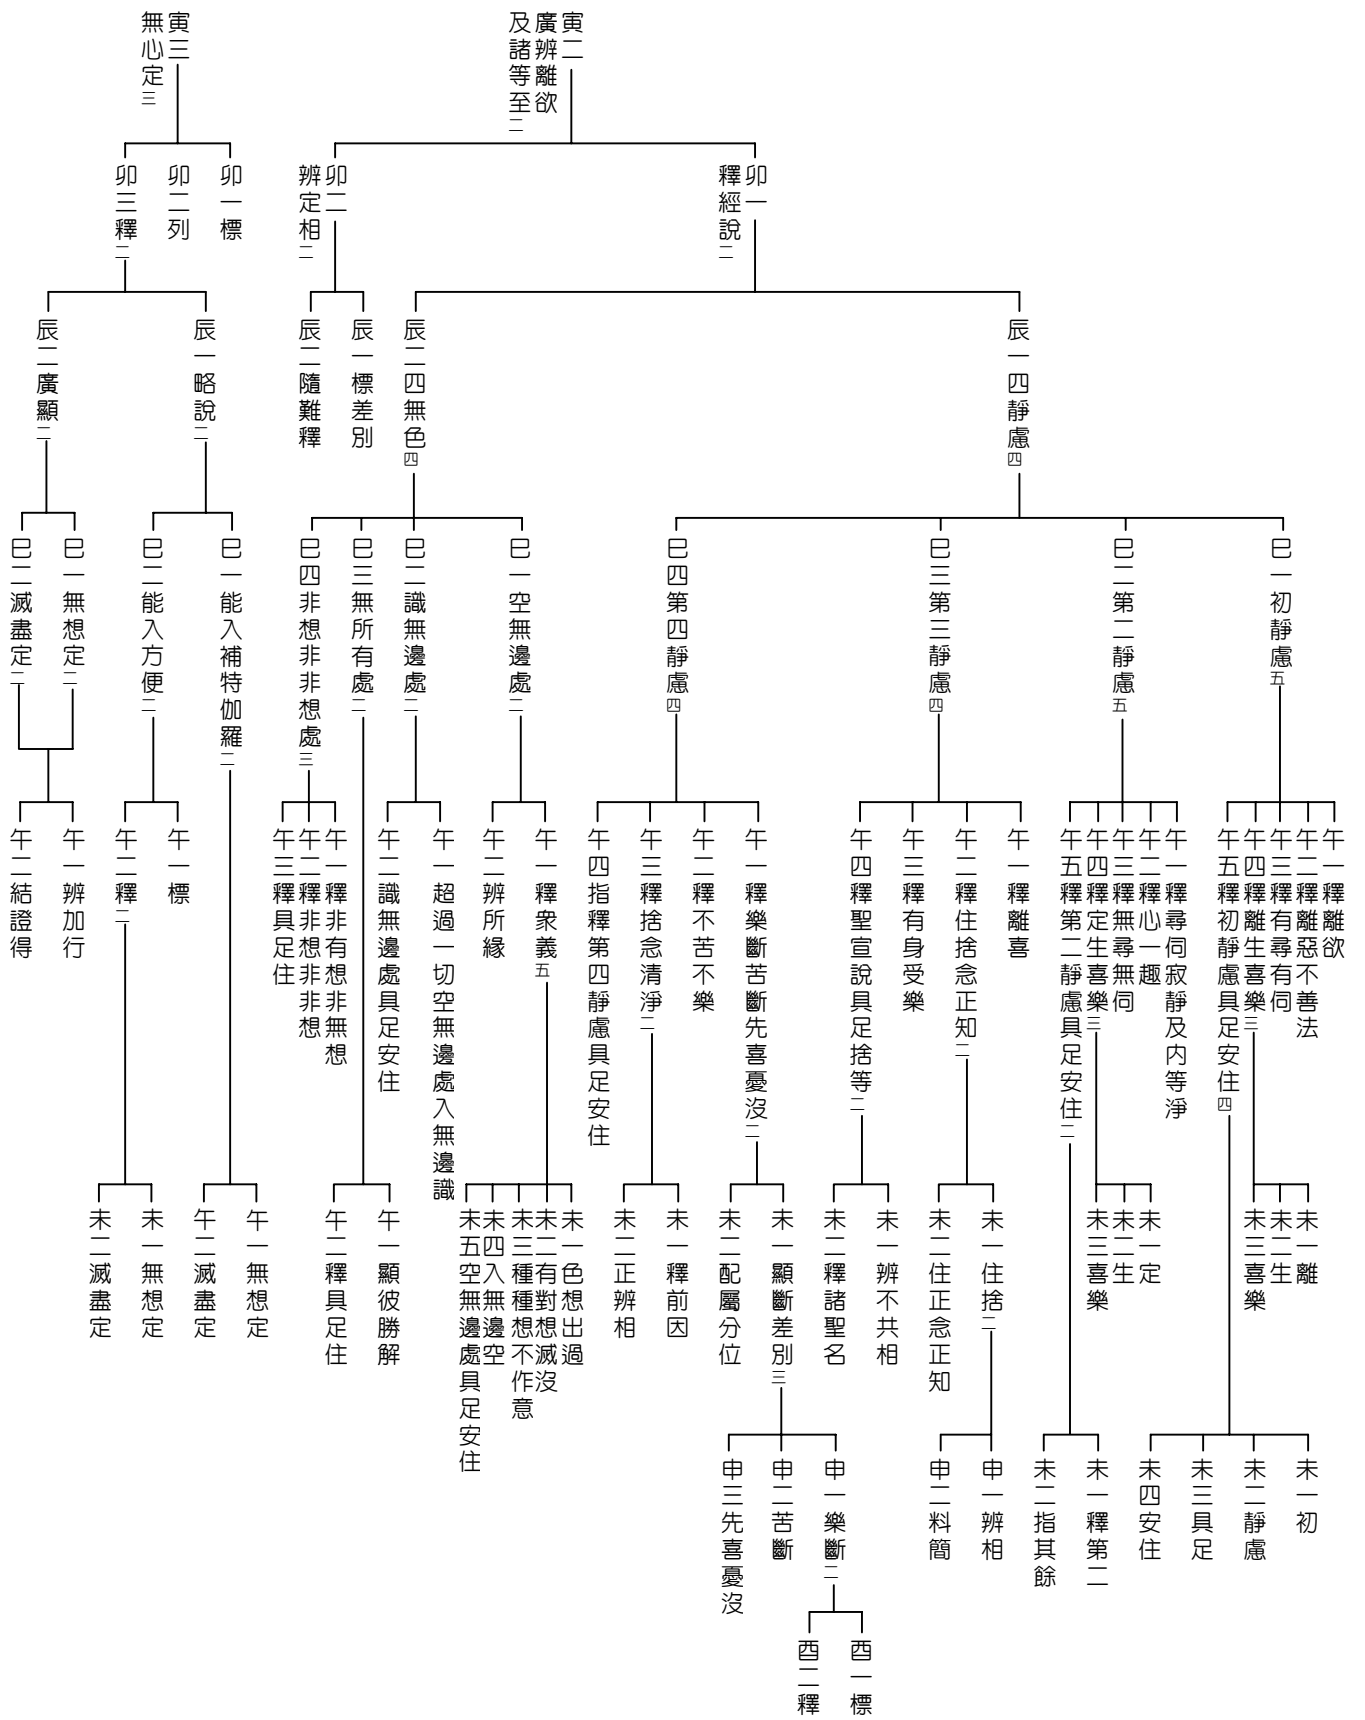 寅二
廣辨離欲
及諸等至二
卯一
釋經說二
辰一四靜慮四
巳一初靜慮五
午一釋離欲
午二釋離惡不善法
午三釋有尋有伺
午四釋離生喜樂三
未一離
未二生
未三喜樂
午五釋初靜慮具足安住四
未一初
未二靜慮
未三具足
未四安住
巳二第二靜慮五
午一釋尋伺寂靜及内等淨
午二釋心一趣
午三釋無尋無伺
午四釋定生喜樂三
未一定
未二生
未三喜樂
午五釋第二靜慮具足安住二
未一釋第二
未二指其餘
巳三第三靜慮四
午一釋離喜
午二釋住捨念正知二
未一住捨二
申一辨相
申二料簡
未二住正念正知
午三釋有身受樂
午四釋聖宣說具足捨等二
未一辨不共相
未二釋諸聖名
巳四第四靜慮四
午一釋樂斷苦斷先喜憂沒二
未一顯斷差別三
申一樂斷二
酉一標
酉二釋
申二苦斷
申三先喜憂沒
未二配屬分位
午二釋不苦不樂
午三釋捨念清淨二
未一釋前因
未二正辨相
午四指釋第四靜慮具足安住
辰二四無色四
巳一空無邊處二
午一釋衆義五
未一色想出過
未二有對想滅沒
未三種種想不作意
未四入無邊空
未五空無邊處具足安住
午二辨所緣
巳二識無邊處二
午一超過一切空無邊處入無邊識
午二識無邊處具足安住
巳三無所有處二
午一顯彼勝解
午二釋具足住
巳四非想非非想處三
午一釋非有想非無想
午二釋非想非非想
午三釋具足住
卯二
辨定相二
辰一標差別
辰二隨難釋
寅三
無心定三
卯一標
卯二列
卯三釋二
辰一略說二
巳一能入補特伽羅二
午一無想定
午二滅盡定
巳二能入方便二
午一標
午二釋二
未一無想定
未二滅盡定
辰二廣顯二
巳一無想定二
巳二滅盡定二
午一辨加行
午二結證得